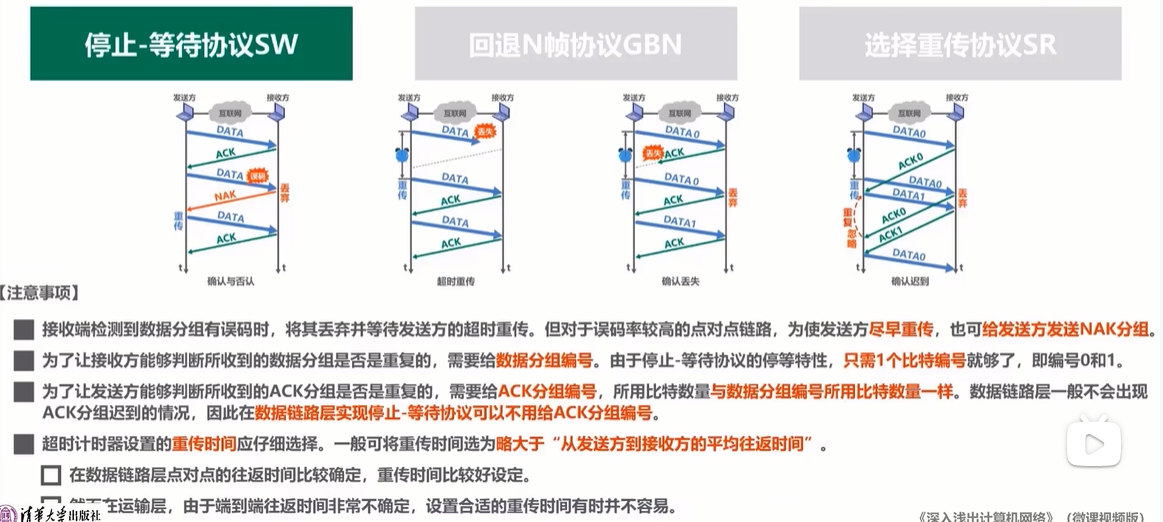 停止-等待协议SW
回退N帧协议GBN
选择重传协议SR
发送方
互联网
接收方
DATA
ACK
DATA
误码
NAK
丢弃
重传
DATA
ACK
t
t
确认与否认
发送方
互联网
接收方
DATA
丢失
重传
DATA
ACK
DATA
ACK
t
t
超时重传
发送方
互联网
接收方
DATA0
丢失
ACK
重传
DATA0
丢弃
ACK
DATA1
ACK
t
t
确认丢失
发送方
互联网
接收方
DATA0
ACK0
重传
DATA0
DATA1
丢弃
重复
忽略
ACK0
ACK1
DATA0
t
t
确认迟到
【注意事项】
接收端检测到数据分组有误码时，将其丢弃并等待发送方的超时重传。但对于误码率较高的点对点链路，为使发送方尽早重传，也可给发送方发送NAK分组。
为了让接收方能够判断所收到的数据分组是否是重复的，需要给数据分组编号。由于停止-等待协议的停等特性，只需1个比特编号就够了，即编号0和1。
为了让发送方能够判断所收到的ACK分组是否是重复的，需要给ACK分组编号，所用比特数量与数据分组编号所用比特数量一样。数据链路层一般不会出现
ACK分组迟到的情况，因此在数据链路层实现停止-等待协议可以不用给ACK分组编号。
超时计时器设置的重传时间应仔细选择。一般可将重传时间选为略大于“从发送方到接收方的平均往返时间”。
在数据链路层点对点的往返时间比较确定，重传时间比较好设定。
然而在运输层，由于端到端往返时间非常不确定，设置合适的重传时间有时并不容易。
清华大学出版社
《深入浅出计算机网络》（微课视频版）